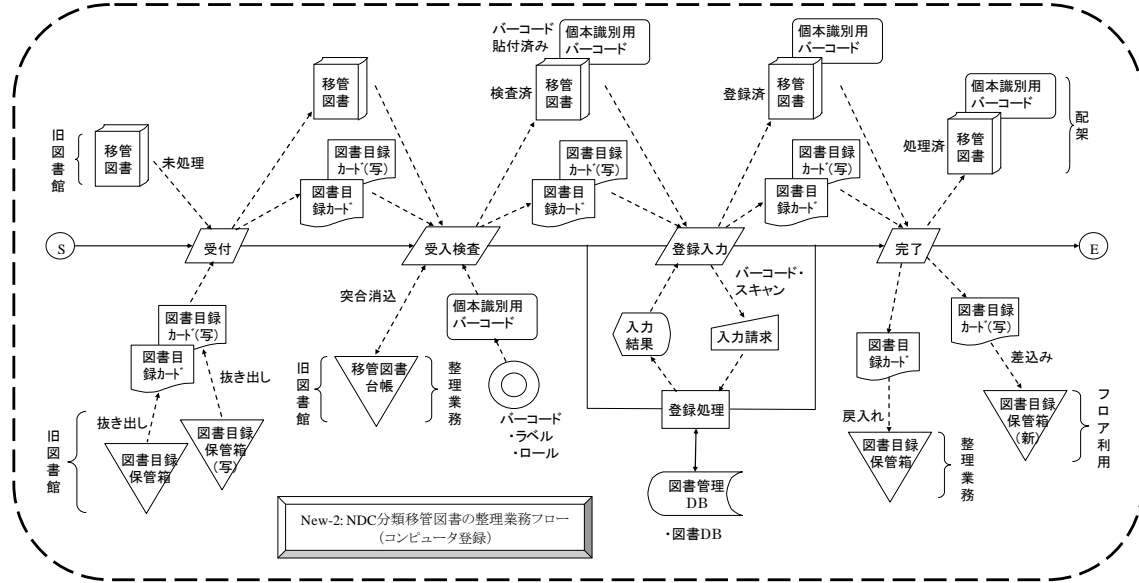 バーコード
貼付済み
個本識別用
バーコード
移管
図書
検査済
移管
図書
個本識別用
バーコード
移管
図書
登録済
個本識別用
バーコード
移管
図書
処理済
配架
旧図書館
移管
図書
未処理
図書目録
カード(写)
図書目
録カード
図書目録
カード(写)
図書目
録カード
図書目録
カード(写)
図書目
録カード
S
受付
受入検査
登録入力
完了
E
図書目録
カード(写)
図書目
録カード
抜き出し
抜き出し
旧図書館
図書目録
保管箱
図書目録
保管箱
(写)
突合消込
旧図書館
移管図書
台帳
整理業務
個本識別用
バーコード
バーコード
・ラベル
・ロール
バーコード・
スキャン
入力
結果
入力請求
登録処理
図書管理
DB
・図書DB
図書目
録カード
戻入れ
図書目録
保管箱
整理業務
図書目録
カード(写)
差込み
図書目録
保管箱
(新)
フロア利用
New-2: NDC分類移管図書の整理業務フロー
(コンピュータ登録)